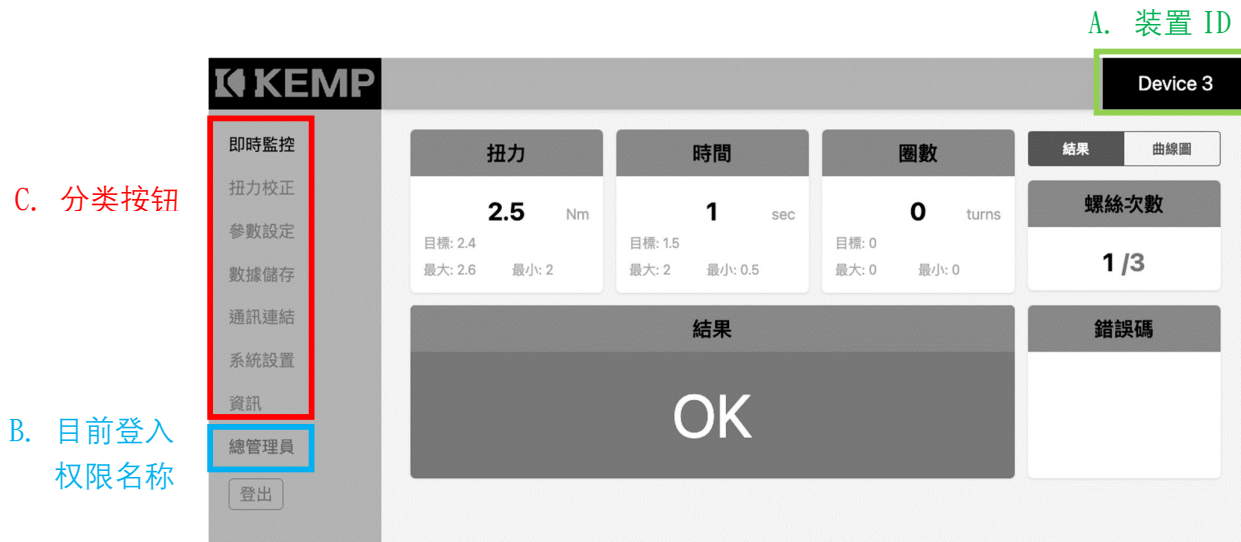 A. 装置 ID
KEMP
Device 3
即時監控
扭力校正
參數設定
數據儲存
通訊連結
系統設置
資訊
總管理員
登出
C. 分类按钮
B. 目前登入
权限名称
扭力
2.5 Nm
目標: 2.4
最大: 2.6 最小: 2
時間
1 sec
目標: 1.5
最大: 2 最小: 0.5
圈數
0 turns
目標: 0
最大: 0 最小: 0
結果 曲線圖
螺絲次數
1 /3
結果
OK
錯誤碼